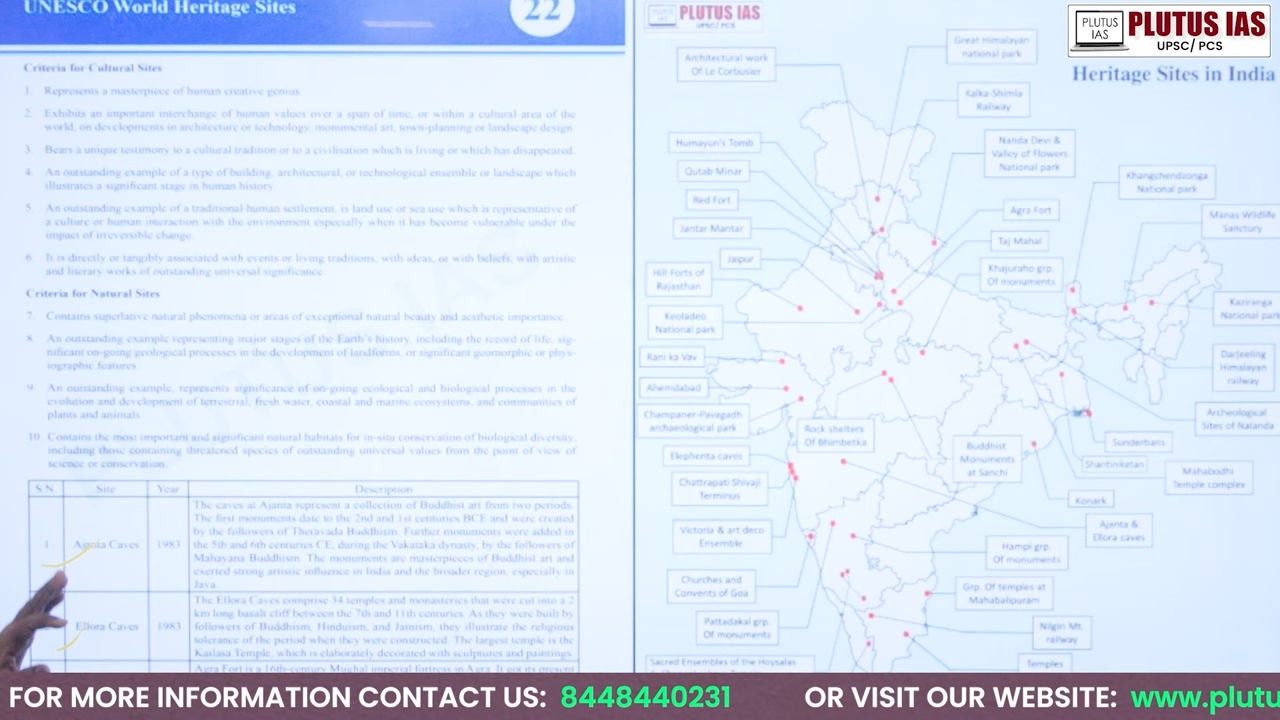 UNESCO World Heritage Sites
22
Criteria for Cultural Sites
1. Represents a masterpiece of human creative genius.
2. Exhibits an important interchange of human values over a span of time, or within a cultural area of the
world, on developments in architecture or technology, monumental art, town-planning or landscape design
3. Bears a unique testimony to a cultural tradition or to a civilisation which is living or which has disappeared.
4. An outstanding example of a type of building, architectural or technological ensemble or landscape which
illustrates a significant stage in human history.
5. An outstanding example of a traditional human settlement, is land use or sea use which is representative of
a culture or human interaction with the environment especially when it has become vulnerable under the
impact of irreversible change.
6. It is directly or tangibly associated with events or living traditions, with ideas, or with beliefs, with artistic
and literary works of outstanding universal significance.
Criteria for Natural Sites
7. Contains superlative natural phenomena or areas of exceptional natural beauty and aesthetic importance.
8. An outstanding example representing major stages of the Earth's history, including the record of life, sig-
nificant on-going geological processes in the development of landforms, or significant geomorphic or phys-
iographic features.
9. An outstanding example, represents significance of on-going ecological and biological processes in the
evolution and development of terrestrial, fresh water, coastal and marine ecosystems, and communities of
plants and animals.
10. Contains the most important and significant natural habitats for in-situ conservation of biological diversity,
including those containing threatened species of outstanding universal values from the point of view of
science or conservation.
S.N. Site Year Description
1 Ajanta Caves 1983
The caves at Ajanta represent a collection of Buddhist art from two periods.
The first monuments date to the 2nd and 1st centuries BCE and were created
by the followers of Theravada Buddhism. Further monuments were added in
the 5th and 6th centuries CE, during the Vakataka dynasty, by the followers of
Mahayana Buddhism. The monuments are masterpieces of Buddhist art and
exerted strong artistic influence in India and the broader region, especially in
Java.
Ellora Caves 1983
The Ellora Caves comprise 34 temples and monasteries that were cut into a 2
km long basalt cliff between the 7th and 11th centuries. As they were built by
followers of Buddhism, Hinduism, and Jainism, they illustrate the religious
tolerance of the period when they were constructed. The largest temple is the
Kailasa Temple, which is elaborately decorated with sculptures and paintings
Agra Fort is a 16th-century Mughal imperial fortress in Agra. It got its present
PLUTUS IAS
UPSC/ PCS
PLUTUS
IAS
PLUTUS IAS
UPSC/ PCS
Heritage Sites in India
Architectural work
Of Le Corbusier
Great Himalayan
national park
Kalka-Shimla
Railway
Humayun's Tomb
Nanda Devi &
Valley of Flowers
National park
Qutab Minar
Khangchendzonga
National park
Red Fort
Agra Fort
Manas Wildlife
Sanctury
Jantar Mantar
Taj Mahal
Jaipur
Khajuraho grp.
Of monuments
Hill Forts of
Rajasthan
Keoladeo
National park
Kaziranga
National park
Rani ka Vav
Darjeeling
Himalayan
railway
Ahemdabad
Champaner-Pavagadh
archaeological park
Archeological
Sites of Nalanda
Rock shelters
Of Bhimbetka
Buddhist
Monuments
at Sanchi
Sunderbans
Elephenta caves
Shantiniketan
Mahabodhi
Temple complex
Chattrapati Shivaji
Terminus
Konark
Victoria & art deco
Ensemble
Ajanta &
Ellora caves
Hampi grp.
Of monuments
Churches and
Convents of Goa
Grp. Of temples at
Mahabalipuram
Pattadakal grp.
Of monuments
Nilgiri Mt.
railway
Sacred Ensembles of the Hoysalas
Temples
FOR MORE INFORMATION CONTACT US: 8448440231 OR VISIT OUR WEBSITE: www.plutu